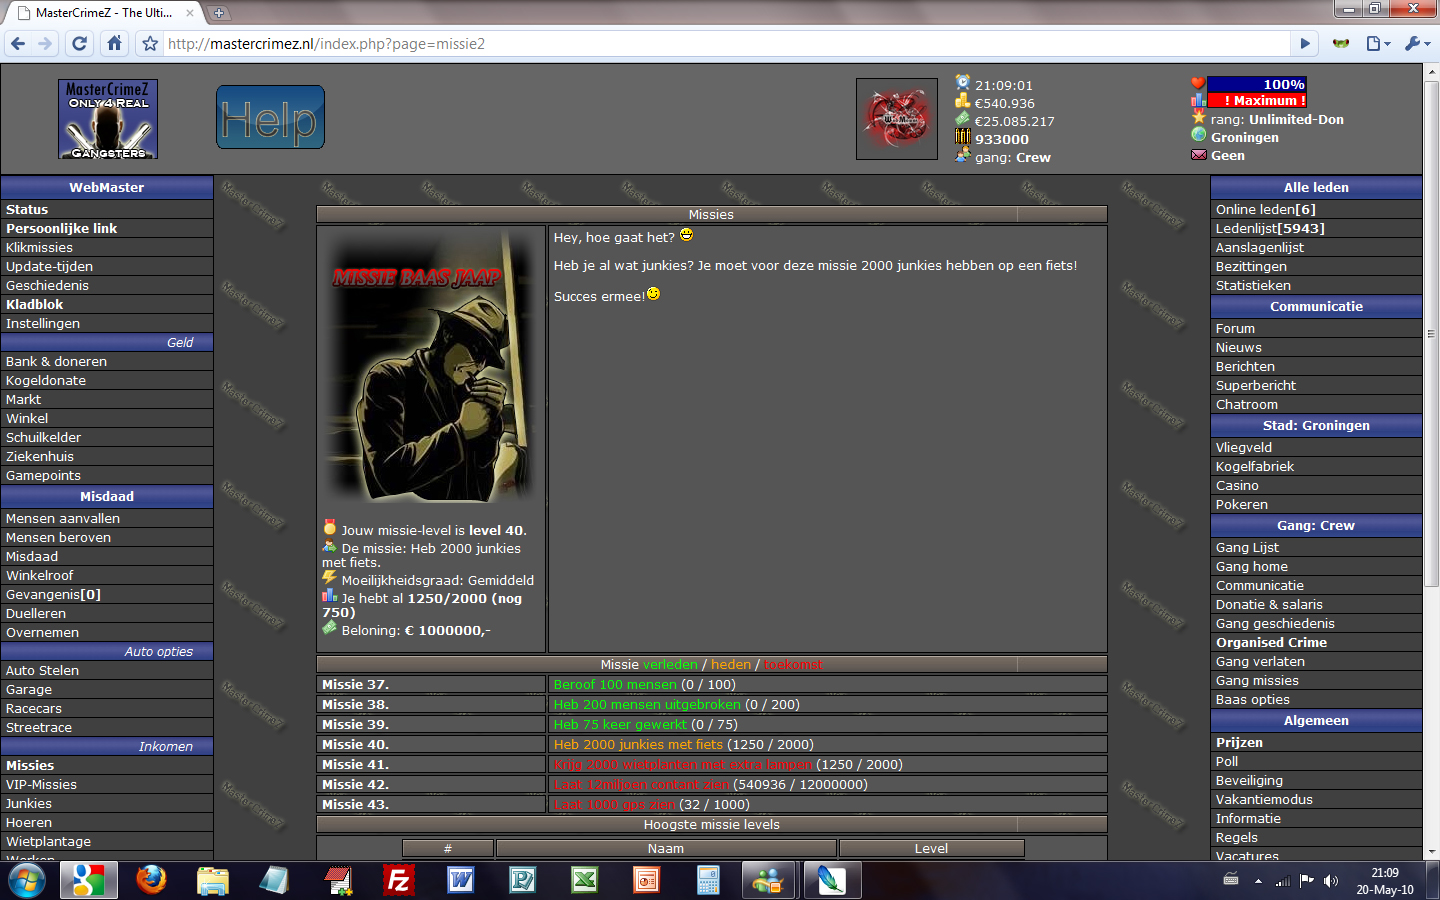 MasterCrimeZ - The Ulti...
http://mastercrimez.nl/index.php?page=missie2
MasterCrimeZ
ONLY 4 REAL
GANGSTERS
Help
21:09:01
€540.936
€25.085.217
933000
gang: Crew
100%
! Maximum !
rang: Unlimited-Don
Groningen
Geen
WebMaster
Status
Persoonlijke link
Klikmissies
Update-tijden
Geschiedenis
Kladblok
Instellingen
Geld
Bank & doneren
Kogeldonate
Markt
Winkel
Schuilkelder
Ziekenhuis
Gamepoints
Misdaad
Mensen aanvallen
Mensen beroven
Misdaad
Winkelroof
Gevangenis[0]
Duelleren
Overnemen
Auto opties
Auto Stelen
Garage
Racecars
Streetrace
Inkomen
Missies
VIP-Missies
Junkies
Hoeren
Wietplantage
Werken
Missies
MISSIE BAAS JAAP
Jouw missie-level is level 40.
De missie: Heb 2000 junkies
met fiets.
Moeilijkheidsgraad: Gemiddeld
Je hebt al 1250/2000 (nog
750)
Beloning: € 1000000,-
Hey, hoe gaat het?
Heb je al wat junkies? Je moet voor deze missie 2000 junkies hebben op een fiets!
Succes ermee!
Missie verleden / heden / toekomst
Missie 37. Beroof 100 mensen (0 / 100)
Missie 38. Heb 200 mensen uitgebroken (0 / 200)
Missie 39. Heb 75 keer gewerkt (0 / 75)
Missie 40. Heb 2000 junkies met fiets (1250 / 2000)
Missie 41. Krijg 2000 wietplanten met extra lampen (1250 / 2000)
Missie 42. Laat 12miljoen contant zien (540936 / 12000000)
Missie 43. Laat 1000 gps zien (32 / 1000)
Hoogste missie levels
# Naam Level
Alle leden
Online leden[6]
Ledenlijst[5943]
Aanslagenlijst
Bezittingen
Statistieken
Communicatie
Forum
Nieuws
Berichten
Superbericht
Chatroom
Stad: Groningen
Vliegveld
Kogelfabriek
Casino
Pokeren
Gang: Crew
Gang Lijst
Gang home
Communicatie
Donatie & salaris
Gang geschiedenis
Organised Crime
Gang verlaten
Gang missies
Baas opties
Algemeen
Prijzen
Poll
Beveiliging
Vakantiemodus
Informatie
Regels
Vacatures
21:09
20-May-10